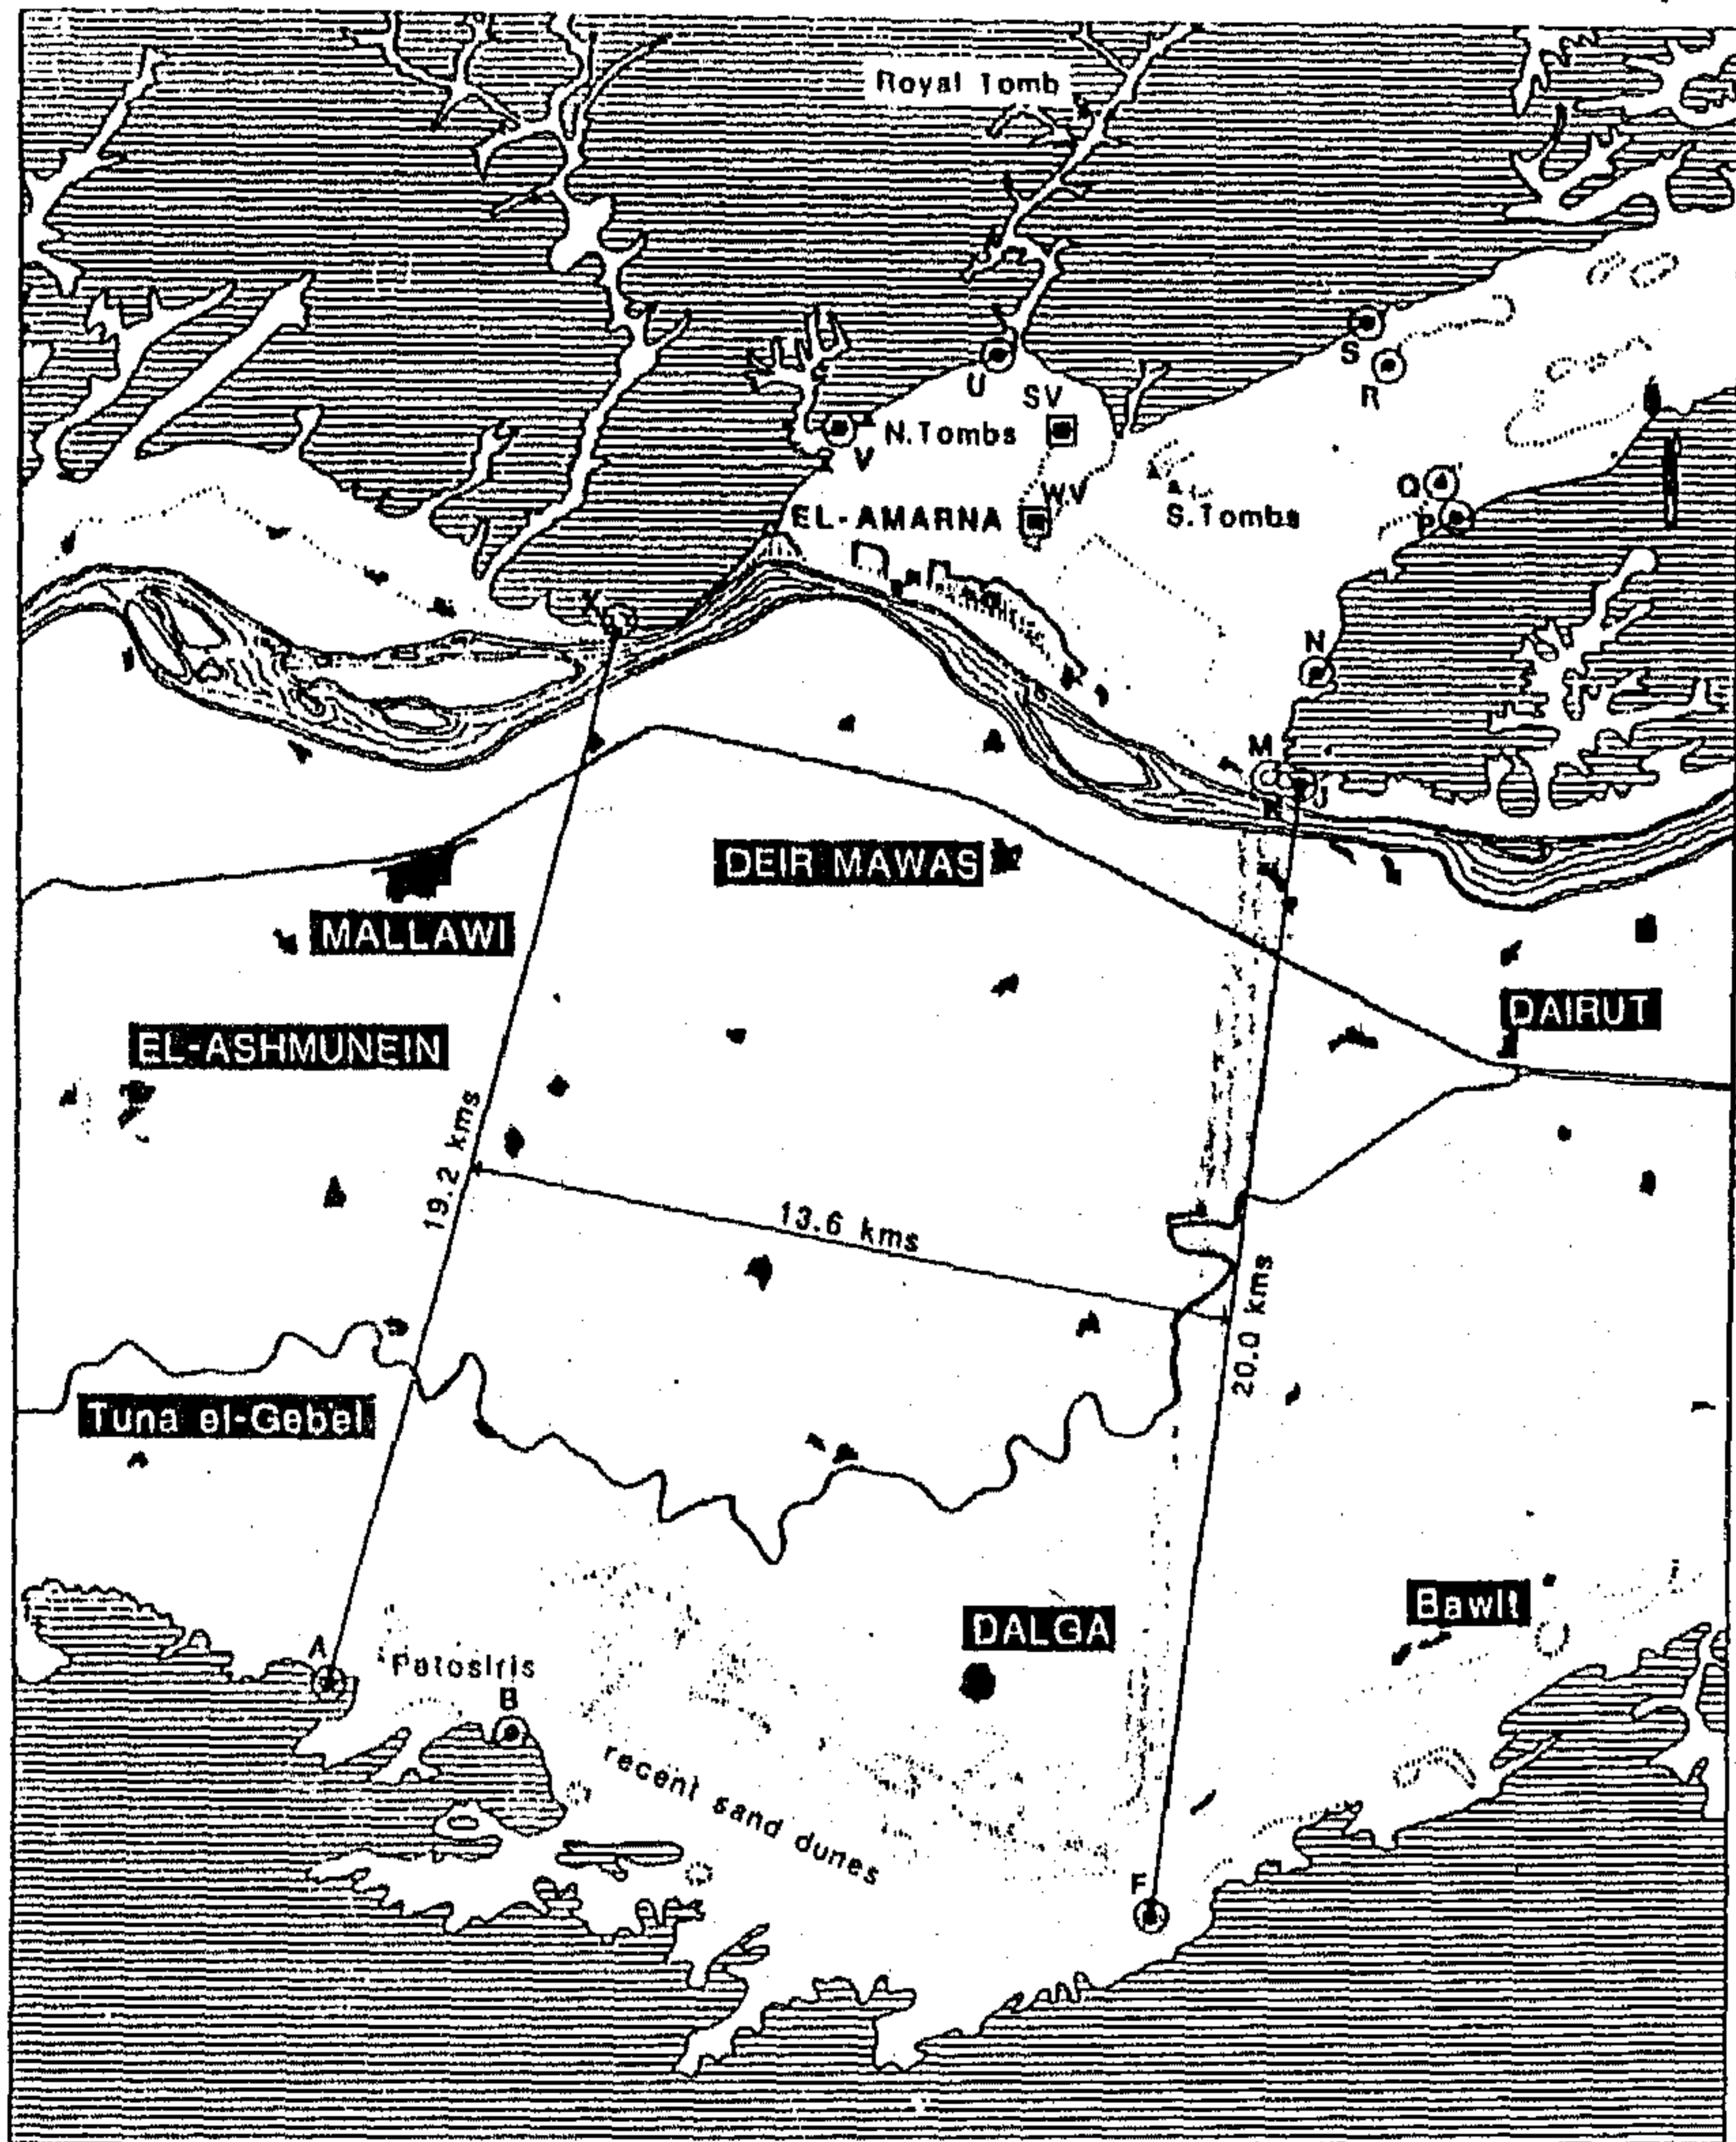 Royal Tomb
S
R
U
SV
N.Tombs
V
W.V
Q
EL-AMARNA
S.Tombs
P
X
N
M
J
K
DEIR MAWAS
MALLAWI
DAIRUT
EL-ASHMUNEIN
19.2 kms
13.6 kms
20.0 kms
Tuna el-Gebel
Bawit
DALGA
A
Petosiris
B
recent sand dunes
F